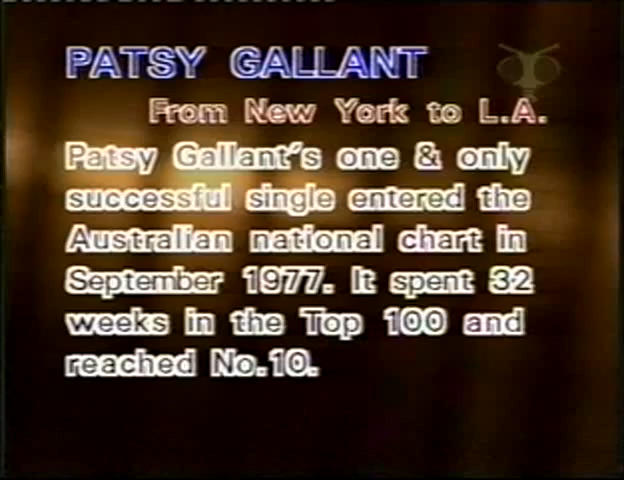 PATSY GALLANT
From New York to L.A.
Patsy Gallant's one & only
successful single entered the
Australian national chart in
September 1977. It spent 32
weeks in the Top 100 and
reached No.10.